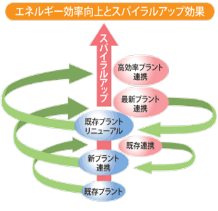 エネルギー効率向上とスパイラルアップ効果
スパイラルアップ
高効率プラント
連携
最新プラント
連携
既存プラント
リニューアル
既存連携
新プラント
連携
既存プラント